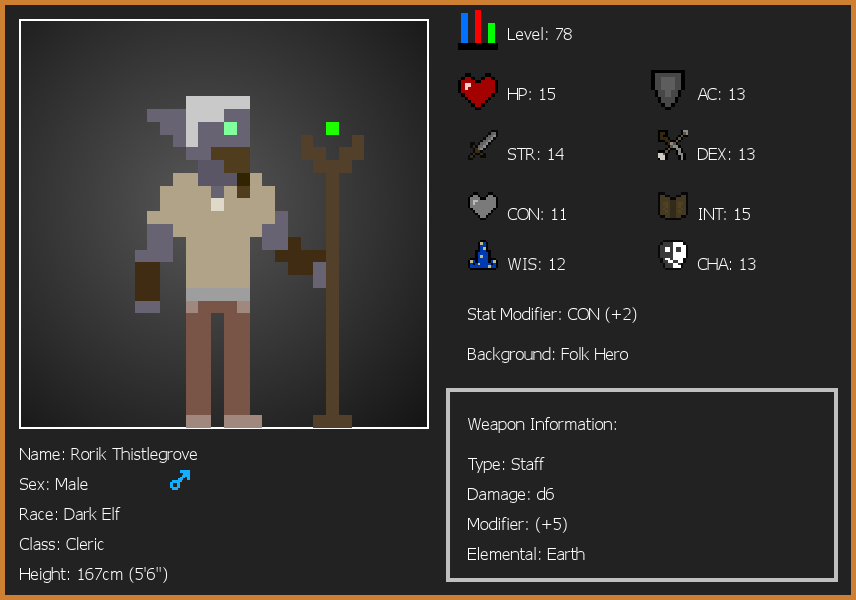 Level: 78
HP: 15
AC: 13
STR: 14
DEX: 13
CON: 11
INT: 15
WIS: 12
CHA: 13
Stat Modifier: CON (+2)
Background: Folk Hero
Weapon Information:
Type: Staff
Damage: d6
Modifier: (+5)
Elemental: Earth
Name: Rorik Thistlegrove
Sex: Male
Race: Dark Elf
Class: Cleric
Height: 167cm (5'6")